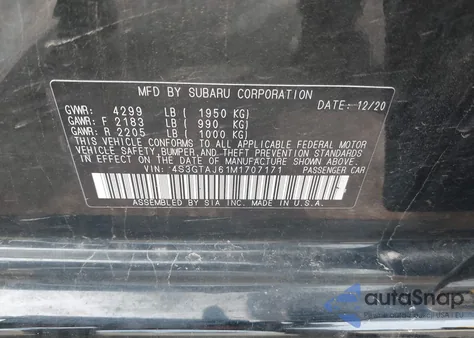 MFD BY SUBARU CORPORATION
DATE: 12/20
GVWR: 4299 LB ( 1950 KG)
GAWR: F 2183 LB ( 990 KG)
GAWR: R 2205 LB ( 1000 KG)
THIS VEHICLE CONFORMS TO ALL APPLICABLE FEDERAL MOTOR
VEHICLE SAFETY, BUMPER, AND THEFT PREVENTION STANDARDS
IN EFFECT ON THE DATE OF MANUFACTURE SHOWN ABOVE.
VIN: 4S3GTAJ61M1707171 PASSENGER CAR
ASSEMBLED BY SIA INC. MADE IN U.S.A.
autoSnap